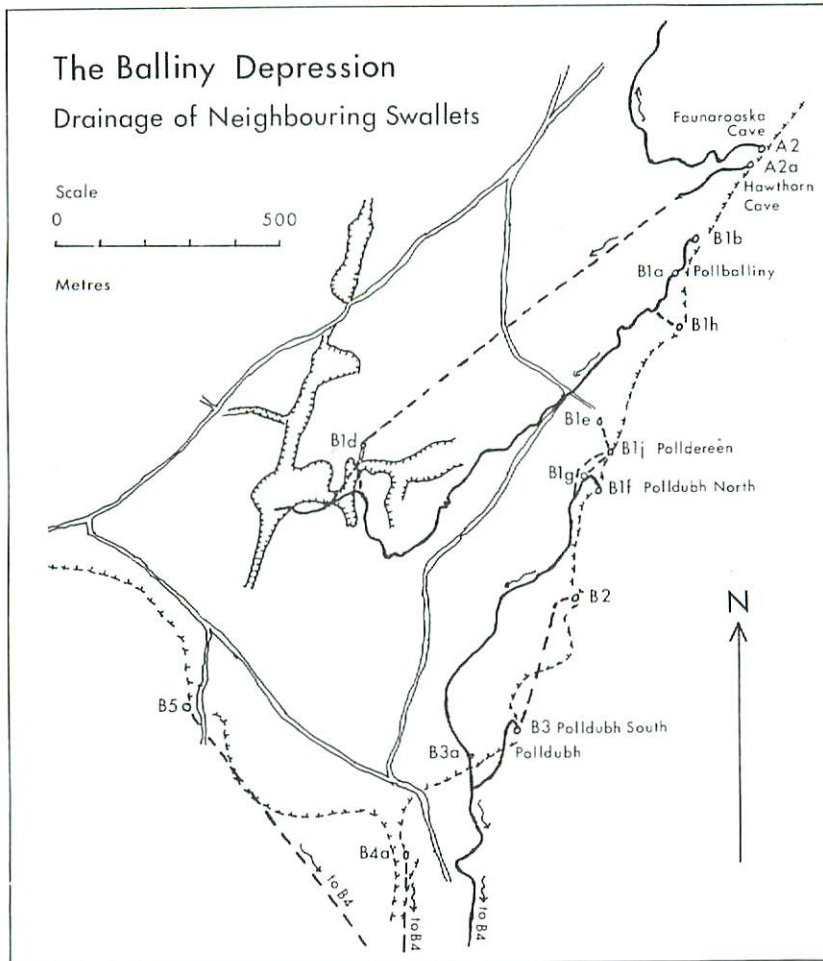 The Balliny Depression
Drainage of Neighbouring Swallets
Scale
0 500
Metres
Faunarooska
Cave
A2
A2a
Hawthorn
Cave
B1b
B1a Pollballiny
B1h
B1e
B1d
B1j Polldereen
B1g
B1f Polldubh North
B2
N
B5
B3 Polldubh South
Polldubh
B3a
B4a
to B4
to B4
to B4